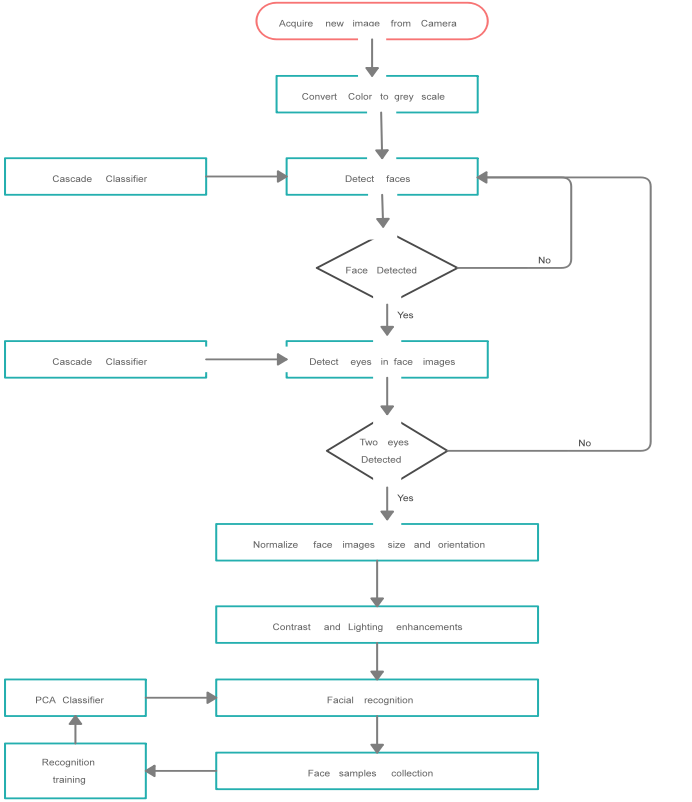 Acquire new image from Camera
Convert Color to grey scale
Cascade Classifier
Detect faces
No
Face Detected
Yes
Cascade Classifier
Detect eyes in face images
Two eyes
Detected
No
Yes
Normalize face images size and orientation
Contrast and Lighting enhancements
PCA Classifier
Facial recognition
Recognition
training
Face samples collection